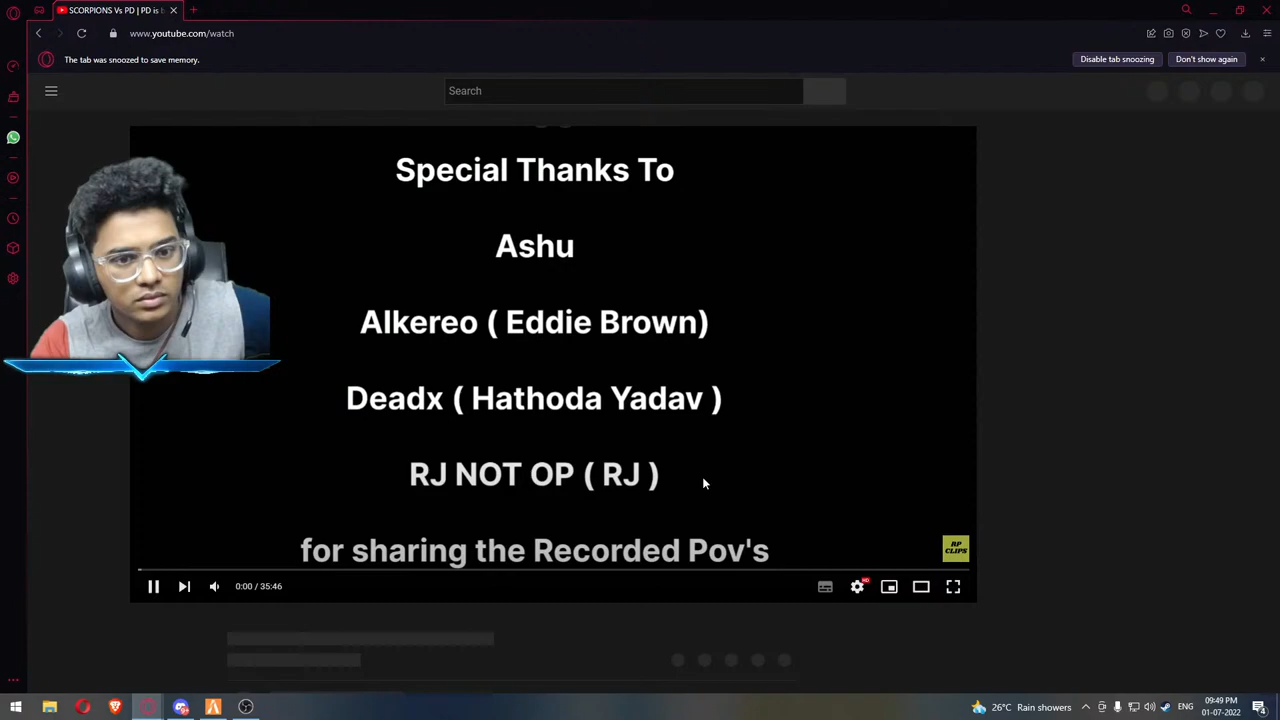 SCORPIONS Vs PD | PD is b
www.youtube.com/watch
The tab was snoozed to save memory.
Disable tab snoozing
Don't show again
Search
Special Thanks To
Ashu
Alkereo ( Eddie Brown)
Deadx ( Hathoda Yadav )
RJ NOT OP ( RJ )
for sharing the Recorded Pov's
RP
CLIPS
0:00 / 35:46
HD
26°C Rain showers
ENG
09:49 PM
01-07-2022
4